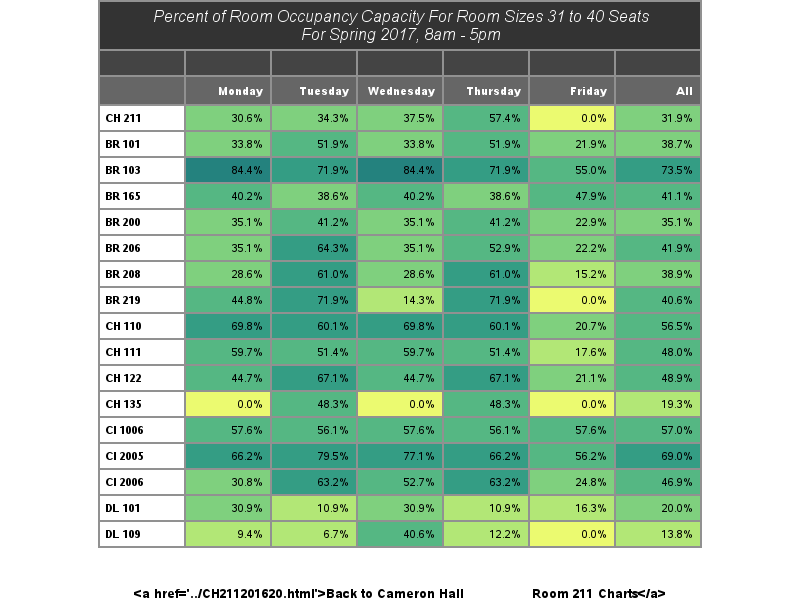 Percent of Room Occupancy Capacity For Room Sizes 31 to 40 Seats
For Spring 2017, 8am - 5pm
Monday Tuesday Wednesday Thursday Friday All
CH 211 30.6% 34.3% 37.5% 57.4% 0.0% 31.9%
BR 101 33.8% 51.9% 33.8% 51.9% 21.9% 38.7%
BR 103 84.4% 71.9% 84.4% 71.9% 55.0% 73.5%
BR 165 40.2% 38.6% 40.2% 38.6% 47.9% 41.1%
BR 200 35.1% 41.2% 35.1% 41.2% 22.9% 35.1%
BR 206 35.1% 64.3% 35.1% 52.9% 22.2% 41.9%
BR 208 28.6% 61.0% 28.6% 61.0% 15.2% 38.9%
BR 219 44.8% 71.9% 14.3% 71.9% 0.0% 40.6%
CH 110 69.8% 60.1% 69.8% 60.1% 20.7% 56.5%
CH 111 59.7% 51.4% 59.7% 51.4% 17.6% 48.0%
CH 122 44.7% 67.1% 44.7% 67.1% 21.1% 48.9%
CH 135 0.0% 48.3% 0.0% 48.3% 0.0% 19.3%
CI 1006 57.6% 56.1% 57.6% 56.1% 57.6% 57.0%
CI 2005 66.2% 79.5% 77.1% 66.2% 56.2% 69.0%
CI 2006 30.8% 63.2% 52.7% 63.2% 24.8% 46.9%
DL 101 30.9% 10.9% 30.9% 10.9% 16.3% 20.0%
DL 109 9.4% 6.7% 40.6% 12.2% 0.0% 13.8%
<a href='../CH211201620.html'>Back to Cameron Hall Room 211 Charts</a>